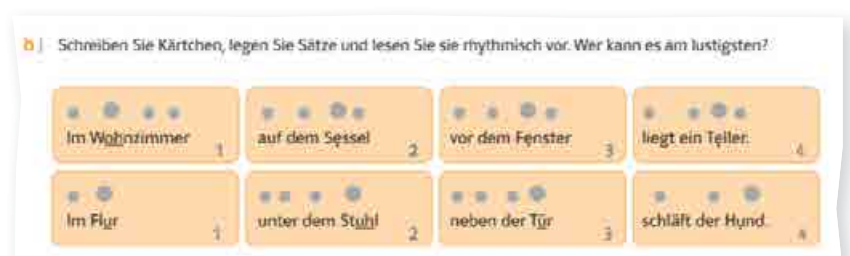 b | Schreiben Sie Kärtchen, legen Sie Sätze und lesen Sie sie rhythmisch vor. Wer kann es am lustigsten?
Im Wohnzimmer 1 auf dem Sessel 2 vor dem Fenster 3 liegt ein Teller. 4
Im Flur 1 unter dem Stuhl 2 neben der Tür 3 schläft der Hund. 4